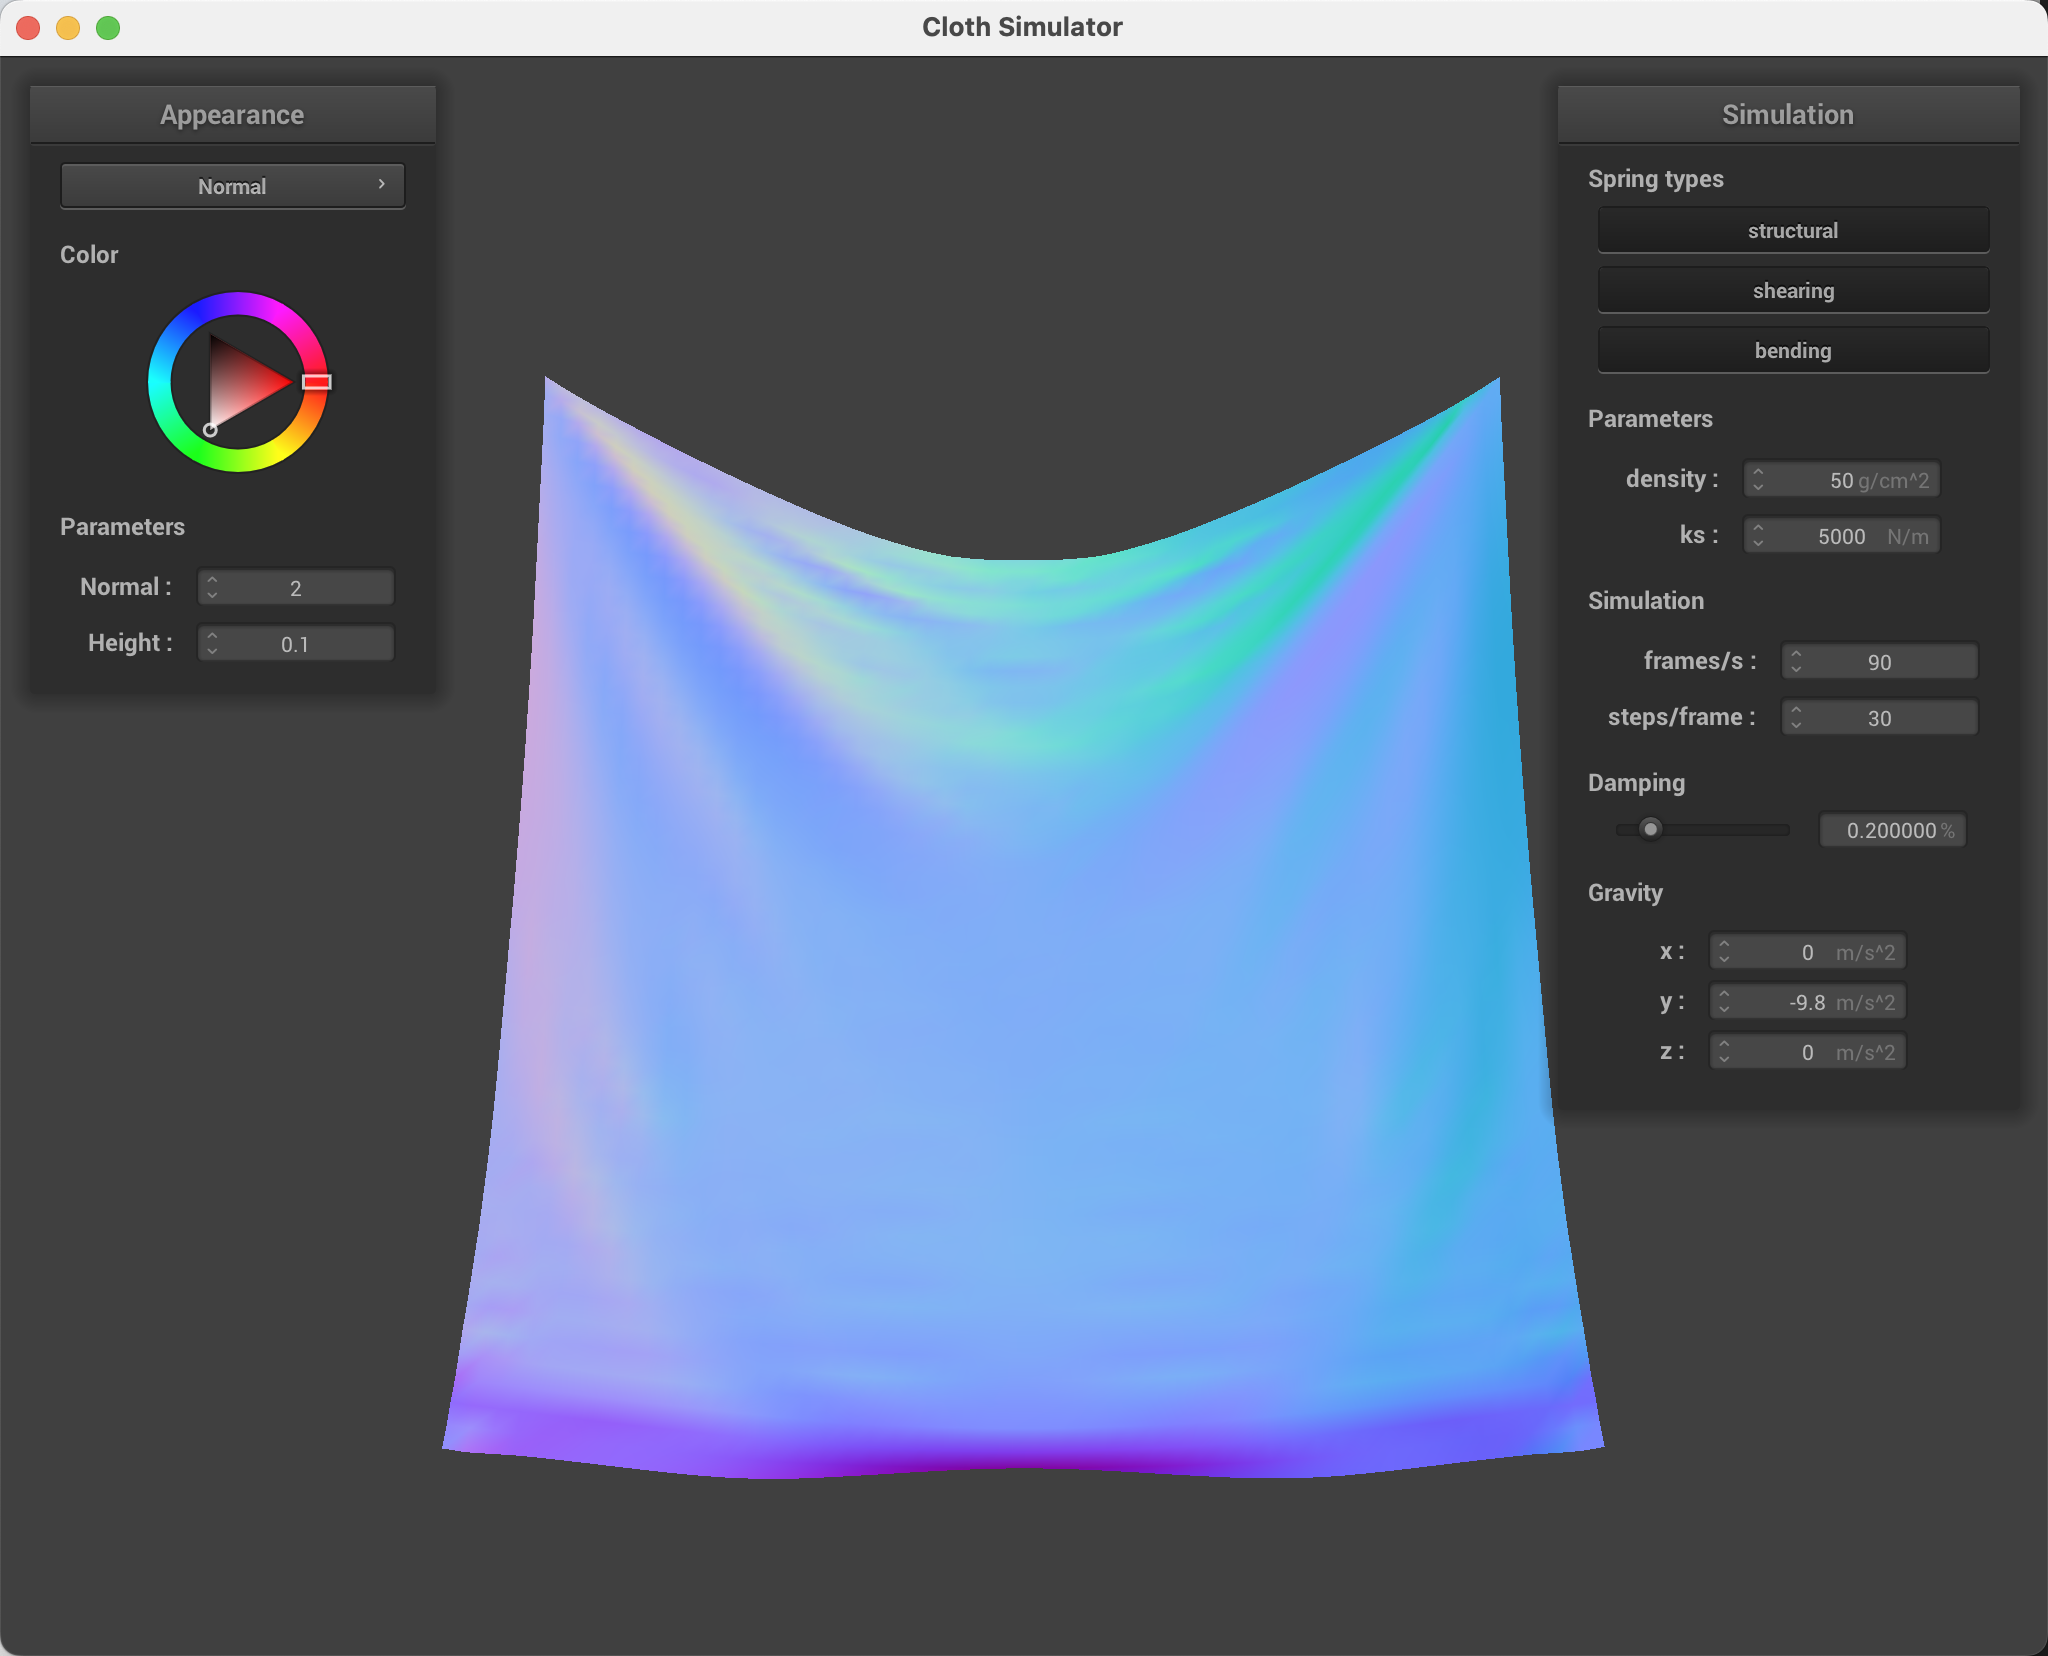 Cloth Simulator
Appearance
Normal
Color
Parameters
Normal : 2
Height : 0.1
Simulation
Spring types
structural
shearing
bending
Parameters
density : 50 g/cm^2
ks : 5000 N/m
Simulation
frames/s : 90
steps/frame : 30
Damping
0.200000 %
Gravity
x : 0 m/s^2
y : -9.8 m/s^2
z : 0 m/s^2